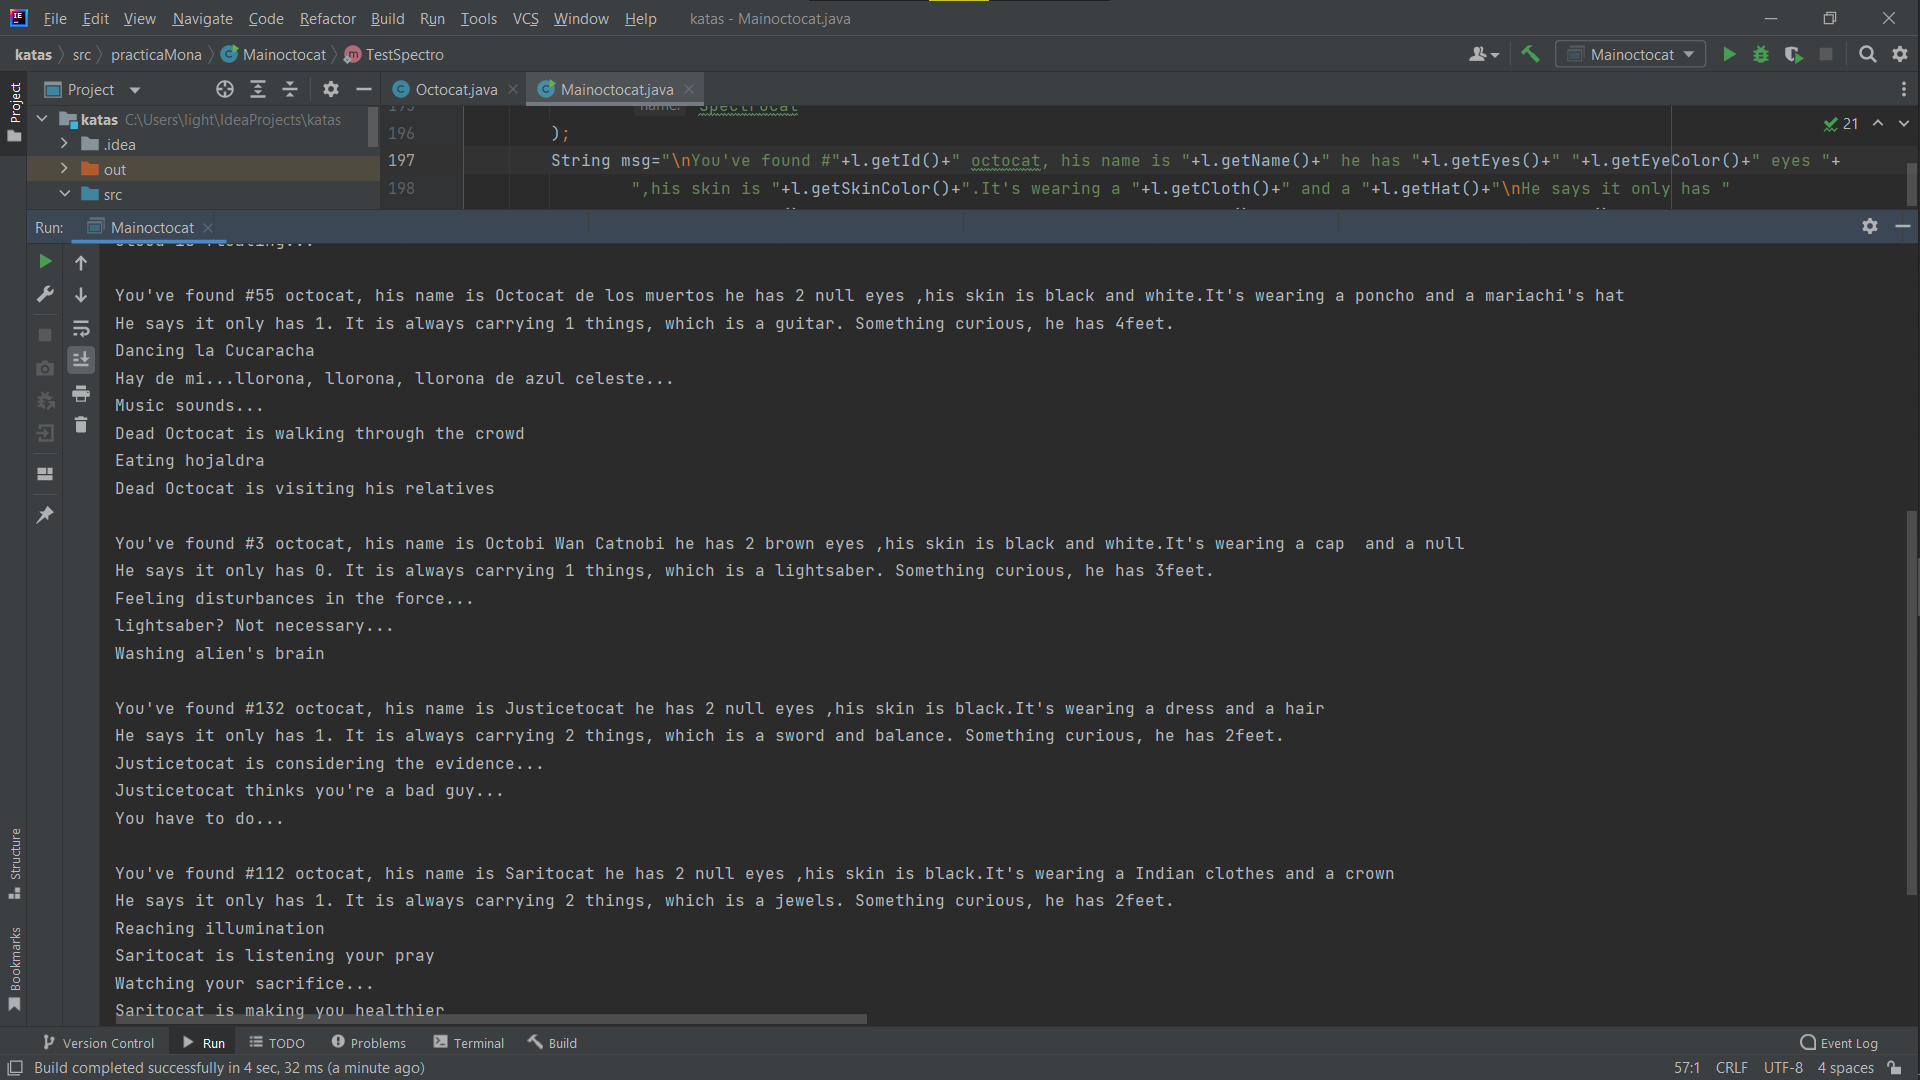 File Edit View Navigate Code Refactor Build Run Tools VCS Window Help katas - Mainoctocat.java
katas src practicaMona Mainoctocat TestSpectro Mainoctocat
Project Octocat.java Mainoctocat.java
Project
katas C:\Users\light\IdeaProjects\katas
.idea
out
src
195 name: Spectrocat
196 );
197 String msg="\nYou've found #"+l.getId()+" octocat, his name is "+l.getName()+" he has "+l.getEyes()+" "+l.getEyeColor()+" eyes "+
198 ",his skin is "+l.getSkinColor()+".It's wearing a "+l.getCloth()+" and a "+l.getHat()+"\nHe says it only has "
21
Run: Mainoctocat
You've found #55 octocat, his name is Octocat de los muertos he has 2 null eyes ,his skin is black and white.It's wearing a poncho and a mariachi's hat
He says it only has 1. It is always carrying 1 things, which is a guitar. Something curious, he has 4feet.
Dancing la Cucaracha
Hay de mi...llorona, llorona, llorona de azul celeste...
Music sounds...
Dead Octocat is walking through the crowd
Eating hojaldra
Dead Octocat is visiting his relatives
You've found #3 octocat, his name is Octobi Wan Catnobi he has 2 brown eyes ,his skin is black and white.It's wearing a cap  and a null
He says it only has 0. It is always carrying 1 things, which is a lightsaber. Something curious, he has 3feet.
Feeling disturbances in the force...
lightsaber? Not necessary...
Washing alien's brain
You've found #132 octocat, his name is Justicetocat he has 2 null eyes ,his skin is black.It's wearing a dress and a hair
He says it only has 1. It is always carrying 2 things, which is a sword and balance. Something curious, he has 2feet.
Justicetocat is considering the evidence...
Justicetocat thinks you're a bad guy...
You have to do...
You've found #112 octocat, his name is Saritocat he has 2 null eyes ,his skin is black.It's wearing a Indian clothes and a crown
He says it only has 1. It is always carrying 2 things, which is a jewels. Something curious, he has 2feet.
Reaching illumination
Saritocat is listening your pray
Watching your sacrifice...
Saritocat is making you healthier
Structure
Bookmarks
Version Control Run TODO Problems Terminal Build Event Log
Build completed successfully in 4 sec, 32 ms (a minute ago) 57:1 CRLF UTF-8 4 spaces